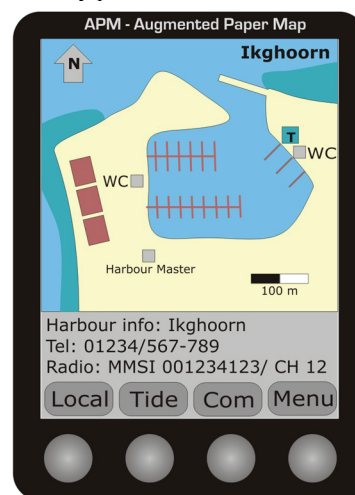 APM - Augmented Paper Map
Ikghoorn
N
T
WC
WC
Harbour Master
100 m
Harbour info: Ikghoorn
Tel: 01234/567-789
Radio: MMSI 001234123/ CH 12
Local Tide Com Menu